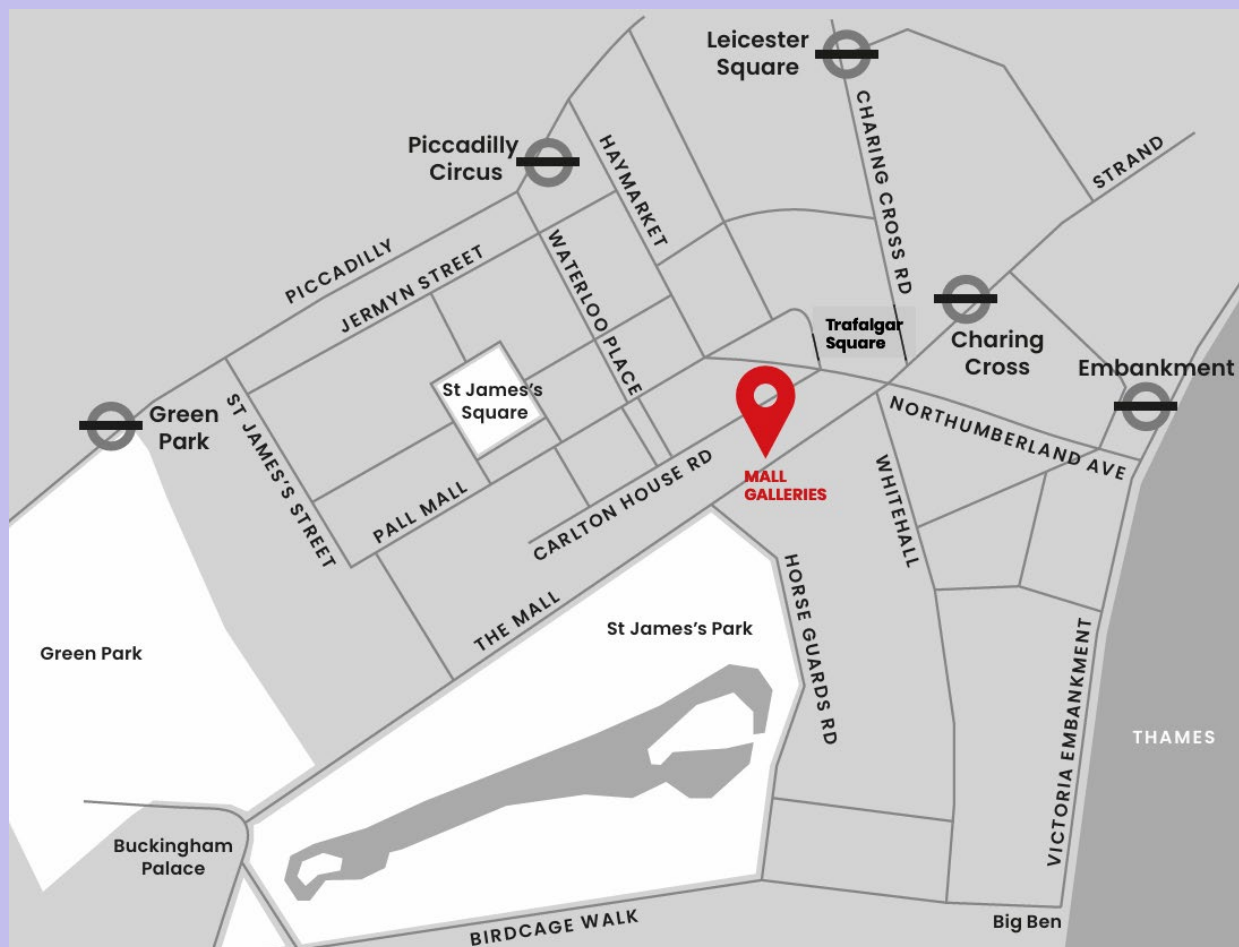 Leicester
Square
CHARING CROSS RD
STRAND
Piccadilly
Circus
HAYMARKET
PICCADILLY
JERMYN STREET
WATERLOO PLACE
Trafalgar
Square
Charing
Cross
Embankment
St James's
Square
Green
Park
ST JAMES'S STREET
NORTHUMBERLAND AVE
MALL
GALLERIES
WHITEHALL
PALL MALL
CARLTON HOUSE RD
THE MALL
HORSE GUARDS RD
St James's Park
Green Park
VICTORIA EMBANKMENT
THAMES
Buckingham
Palace
BIRDCAGE WALK
Big Ben